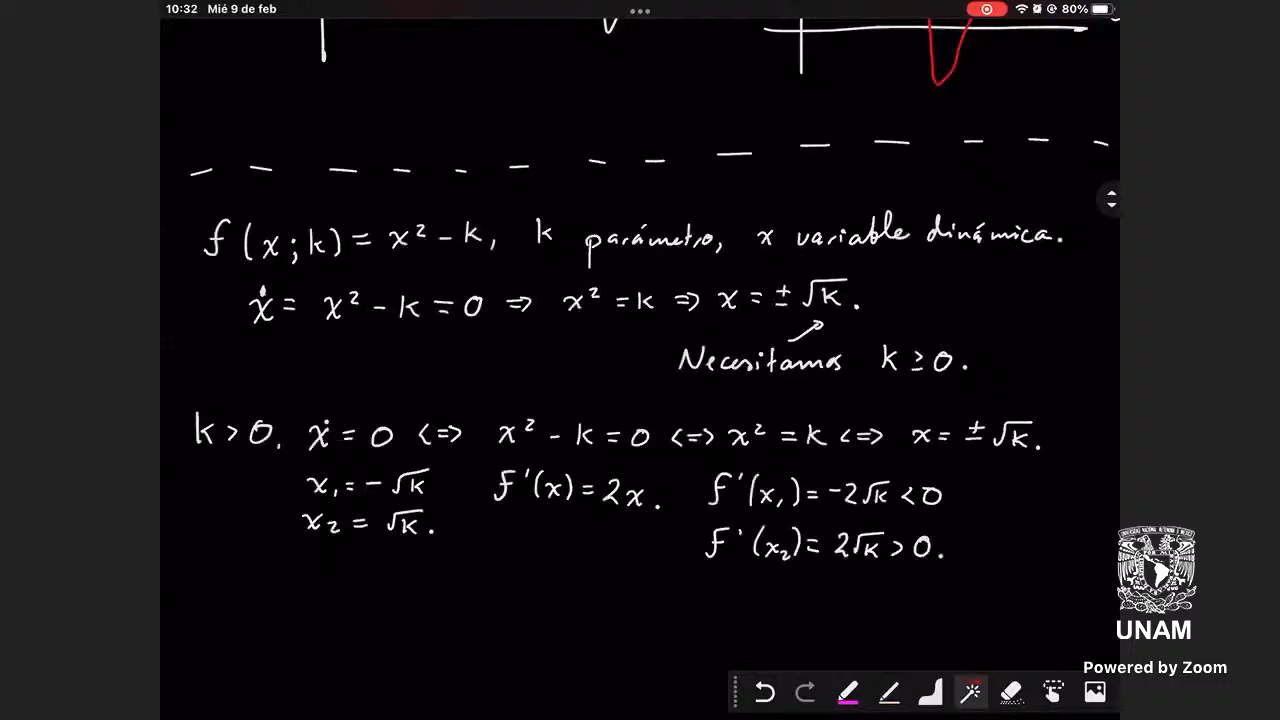 10:32 Mié 9 de feb
80%
f(x;k) = x² - k, k parámetro, x variable dinámica.
ẋ = x² - k = 0 ⇒ x² = k ⇒ x = ± √k.
Necesitamos k ≥ 0.
k > 0. ẋ = 0 <=> x² - k = 0 <=> x² = k <=> x = ± √k.
x₁ = - √k f'(x) = 2x. f'(x₁) = -2√k < 0
x₂ = √k. f'(x₂) = 2√k > 0.
UNAM
Powered by Zoom